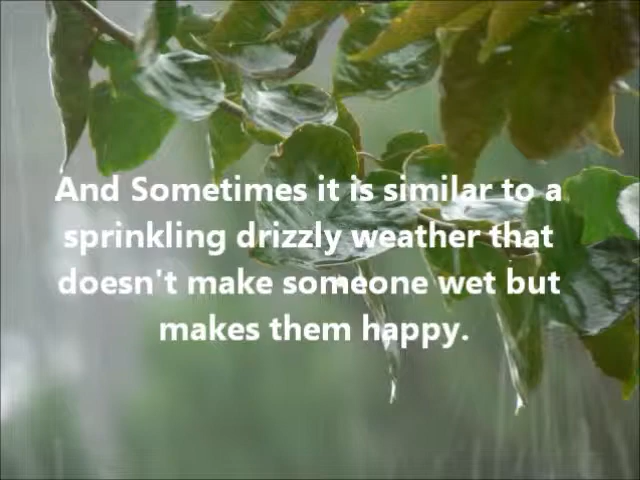 And Sometimes it is similar to a
sprinkling drizzly weather that
doesn't make someone wet but
makes them happy.